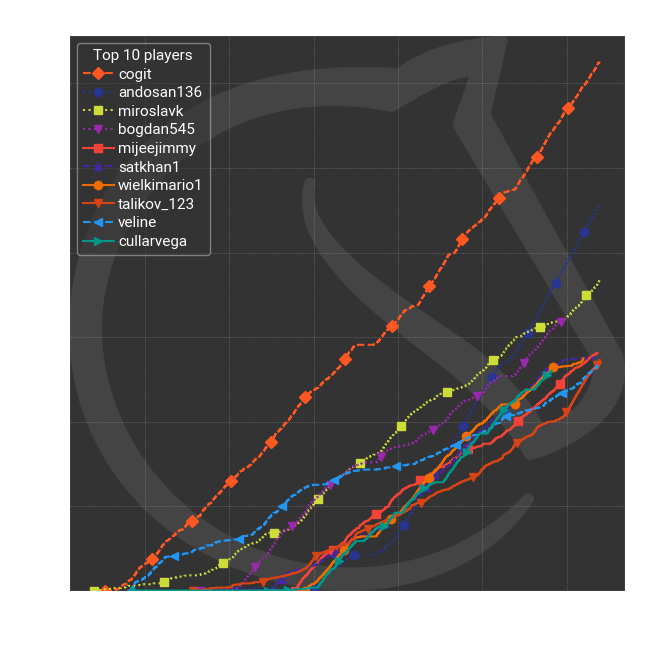 Top 10 players
cogit
andosan136
miroslavk
bogdan545
mijeejimmy
satkhan1
wielkimario1
talikov_123
veline
cullarvega